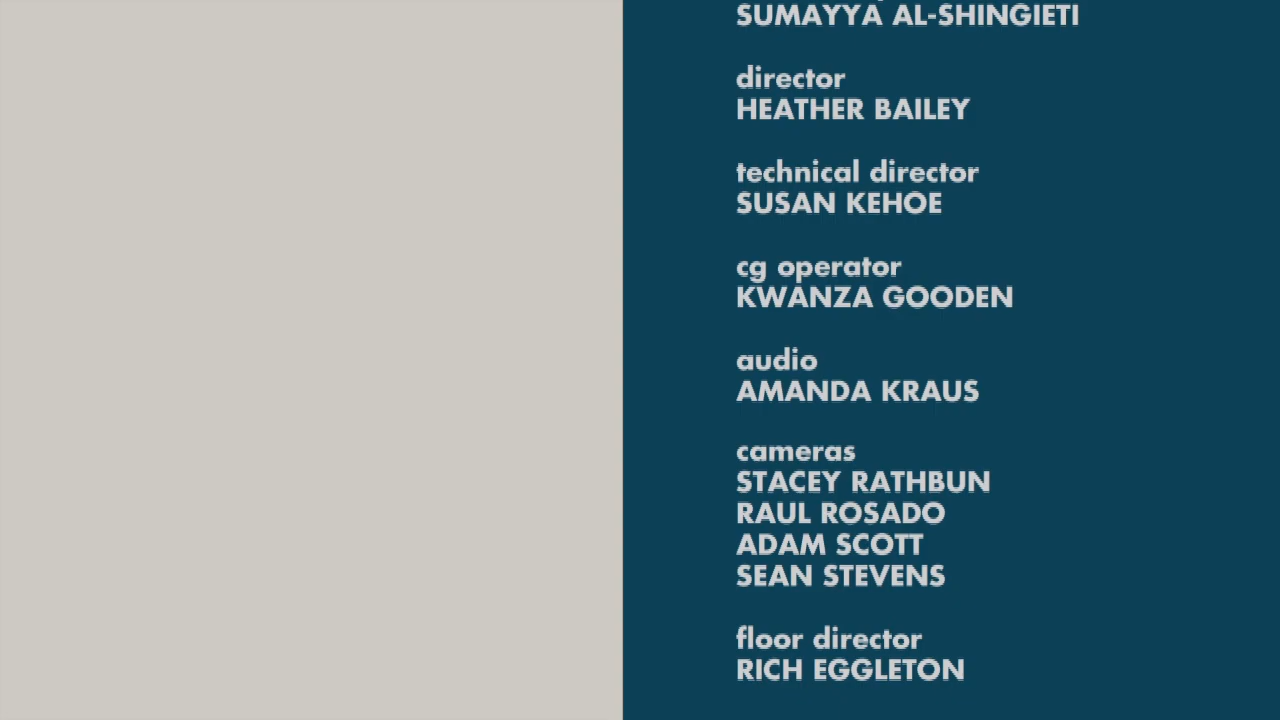 SUMAYYA AL-SHINGIETI
director
HEATHER BAILEY
technical director
SUSAN KEHOE
cg operator
KWANZA GOODEN
audio
AMANDA KRAUS
cameras
STACEY RATHBUN
RAUL ROSADO
ADAM SCOTT
SEAN STEVENS
floor director
RICH EGGLETON